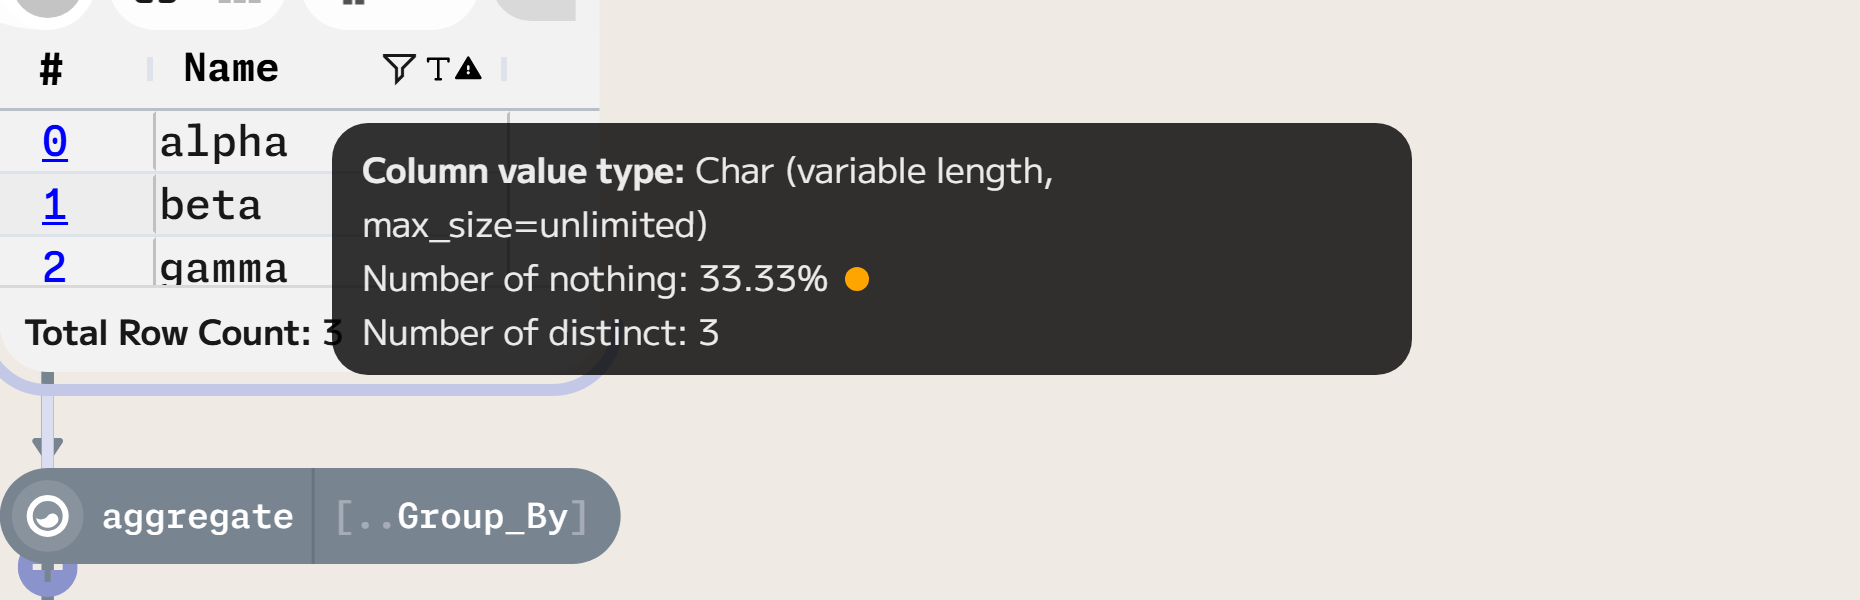 # Name T
0 alpha
1 beta
2 gamma
Total Row Count: 3
Column value type: Char (variable length,
max_size=unlimited)
Number of nothing: 33.33%
Number of distinct: 3
aggregate [..Group_By]